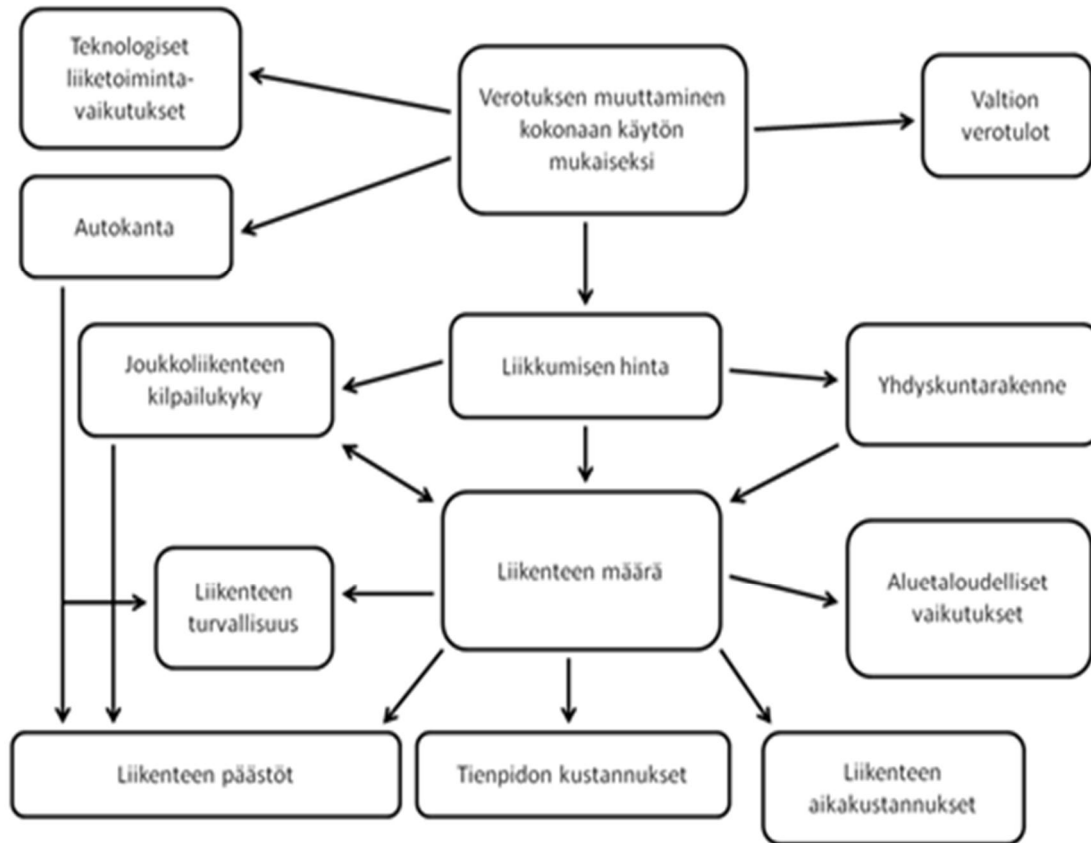 Teknologiset
liiketoiminta-
vaikutukset
Verotuksen muuttaminen
kokonaan käytön
mukaiseksi
Valtion
verotulot
Autokanta
Joukkoliikenteen
kilpailukyky
Liikkumisen hinta
Yhdyskuntarakenne
Liikenteen
turvallisuus
Liikenteen määrä
Aluetaloudelliset
vaikutukset
Liikenteen päästöt
Tienpidon kustannukset
Liikenteen
aikakustannukset